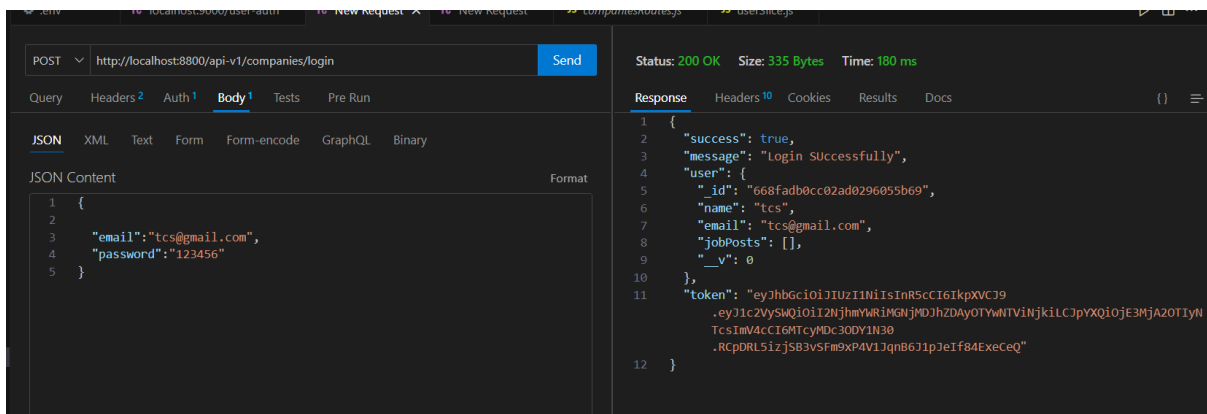 .env
localhost:9000/user-auth
New Request
New Request
companiesRoutes.js
userSlice.js
POST
http://localhost:8800/api-v1/companies/login
Send
Status: 200 OK Size: 335 Bytes Time: 180 ms
Query Headers 2 Auth 1 Body 1 Tests Pre Run
Response Headers 10 Cookies Results Docs {}
JSON XML Text Form Form-encode GraphQL Binary
JSON Content
Format
1 {
2
3 "email":"tcs@gmail.com",
4 "password":"123456"
5 }
1 {
2 "success": true,
3 "message": "Login SUccessfully",
4 "user": {
5 "_id": "668fadb0cc02ad0296055b69",
6 "name": "tcs",
7 "email": "tcs@gmail.com",
8 "jobPosts": [],
9 "__v": 0
10 },
11 "token": "eyJhbGciOiJIUzI1NiIsInR5cCI6IkpXVCJ9
.eyJ1c2VySWQiOiI2NjhmYWRiMGNjMDJhZDAyOTYwNTViNjkiLCJpYXQiOjE3MjA2OTIyN
TcsImV4cCI6MTcyMDc3ODY1N30
.RCpDRL5izjSB3vSFm9xP4V1JqnB6J1pJeIf84ExeCeQ"
12 }